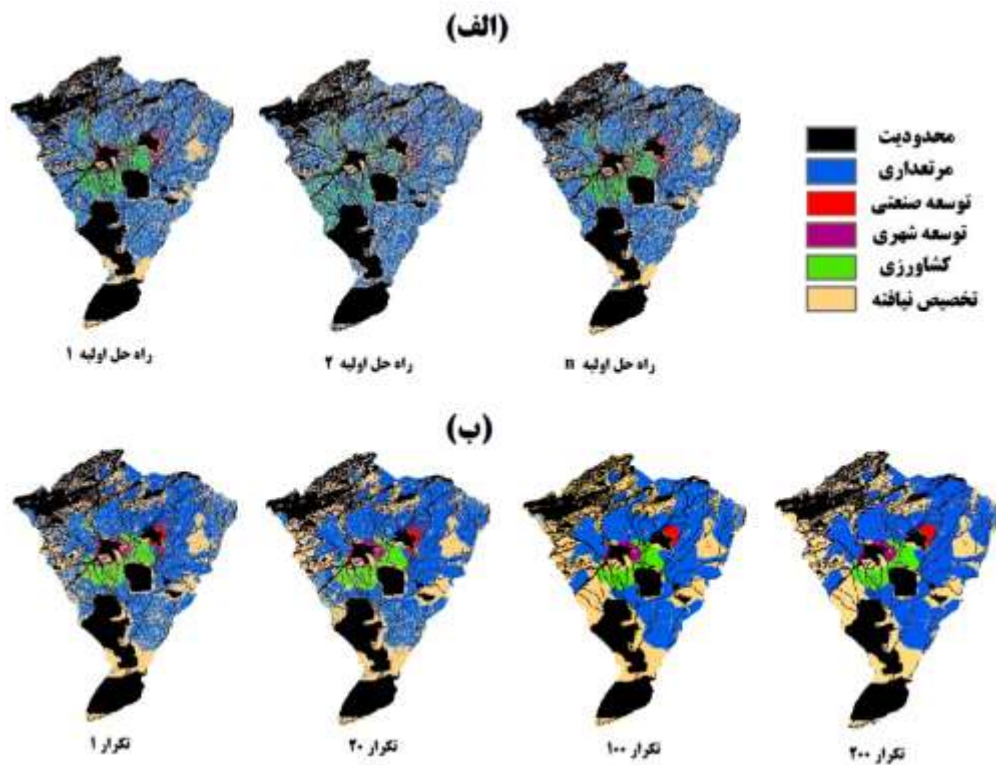 (الف)
محدودیت
مرتعداری
توسعه صنعتی
توسعه شهری
کشاورزی
تخصیص نیافته
راه حل اولیه ۱
راه حل اولیه ۲
راه حل اولیه n
(ب)
تکرار ۱
تکرار ۲۰
تکرار ۱۰۰
تکرار ۲۰۰